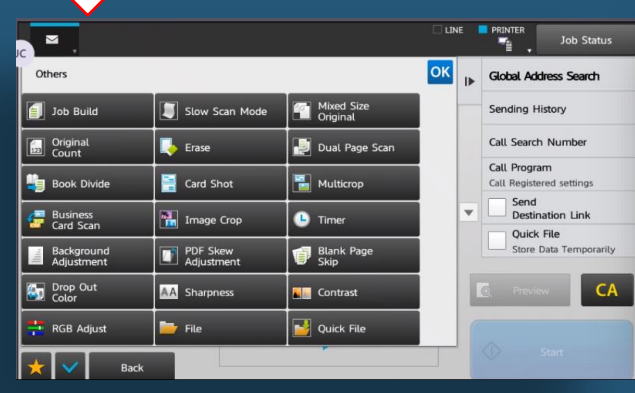 LINE
PRINTER
Job Status
JC
Others
OK
Job Build
Slow Scan Mode
Mixed Size
Original
123
Original
Count
Erase
Dual Page Scan
Book Divide
Card Shot
Multicrop
Business
Card Scan
Image Crop
Timer
Background
Adjustment
PDF Skew
Adjustment
Blank Page
Skip
Drop Out
Color
AA
Sharpness
Contrast
RGB Adjust
File
Quick File
Back
Global Address Search
Sending History
Call Search Number
Call Program
Call Registered settings
Send
Destination Link
Quick File
Store Data Temporarily
Preview
CA
Start